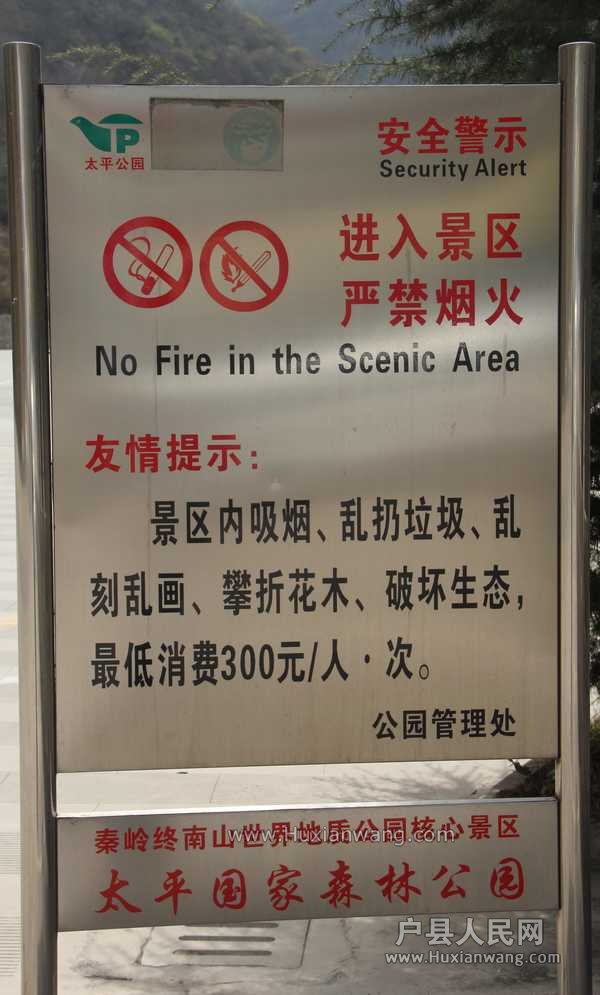 TP
太平公园
安全警示
Security Alert
进入景区
严禁烟火
No Fire in the Scenic Area
友情提示：
景区内吸烟、乱扔垃圾、乱
刻乱画、攀折花木、破坏生态，
最低消费300元/人·次。
公园管理处
秦岭终南山世界地质公园核心景区
www.Huxianwang.com
太平国家森林公园
户县人民网
www.Huxianwang.com